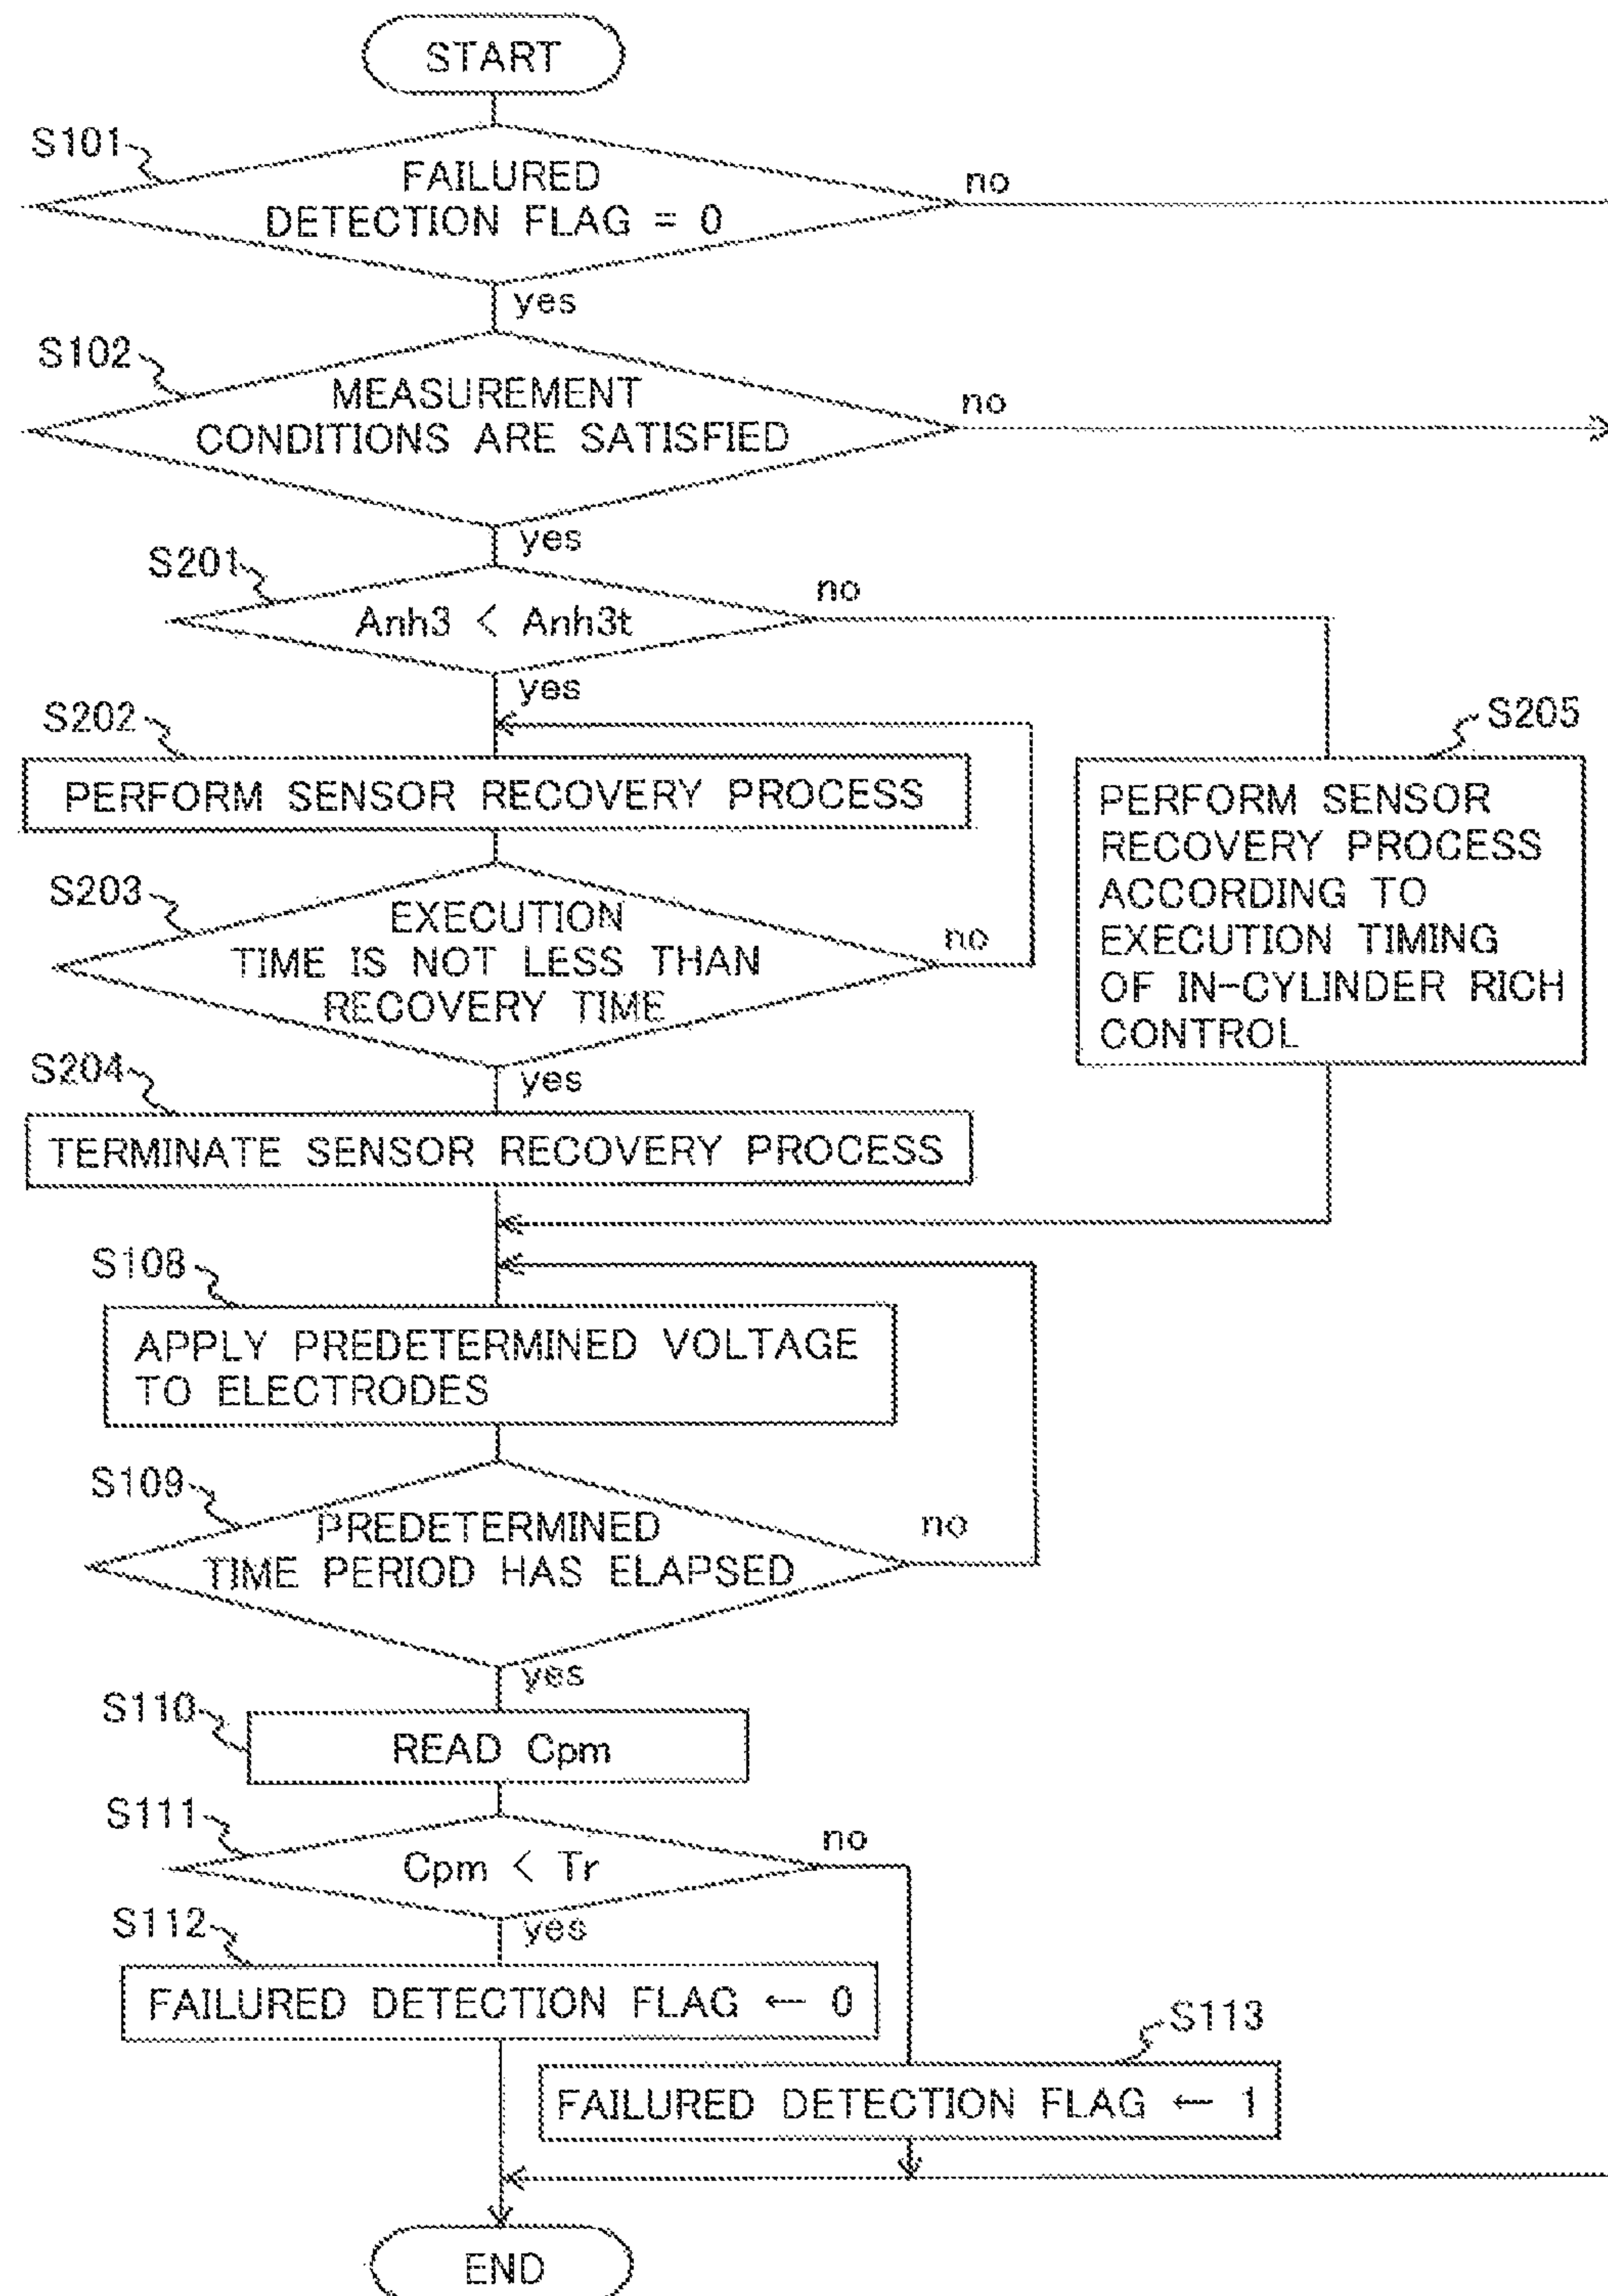 START
S101
FAILURED
DETECTION FLAG = 0
no
yes
S102
MEASUREMENT
CONDITIONS ARE SATISFIED
no
yes
S201
Anh3 < Anh3t
no
yes
S202
PERFORM SENSOR RECOVERY PROCESS
S205
PERFORM SENSOR
RECOVERY PROCESS
ACCORDING TO
EXECUTION TIMING
OF IN-CYLINDER RICH
CONTROL
S203
EXECUTION
TIME IS NOT LESS THAN
RECOVERY TIME
no
yes
S204
TERMINATE SENSOR RECOVERY PROCESS
S108
APPLY PREDETERMINED VOLTAGE
TO ELECTRODES
S109
PREDETERMINED
TIME PERIOD HAS ELAPSED
no
yes
S110
READ Cpm
S111
Cpm < Tr
no
yes
S112
FAILURED DETECTION FLAG ← 0
S113
FAILURED DETECTION FLAG ← 1
END